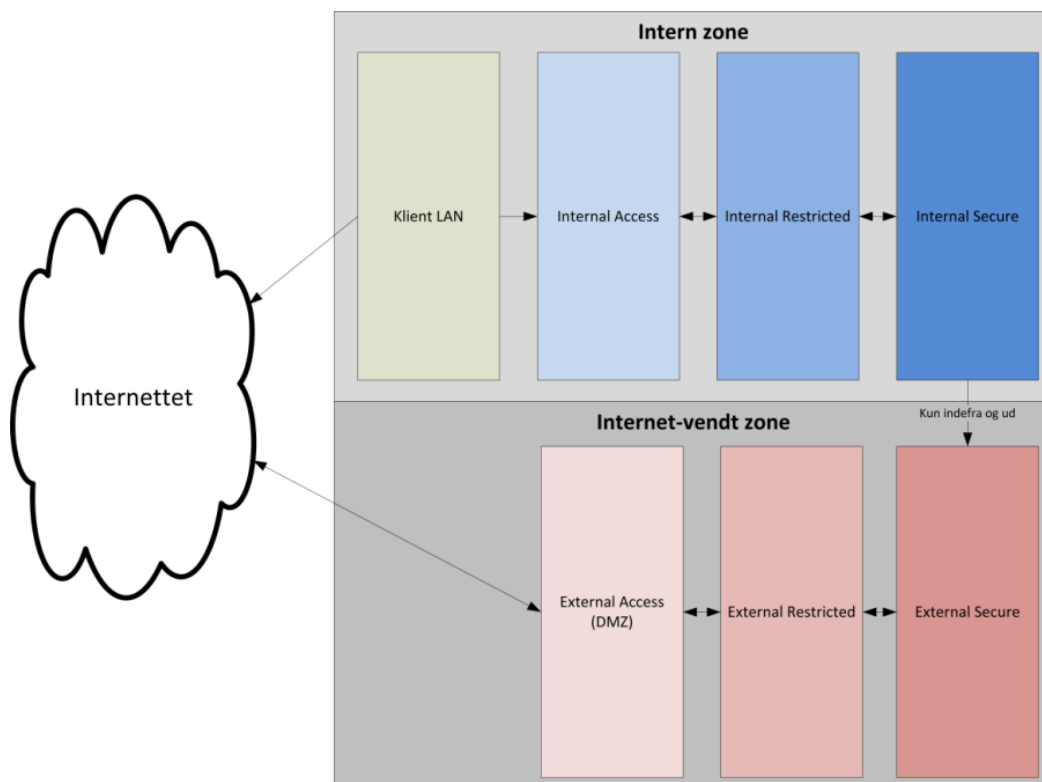 Intern zone
Klient LAN
Internal Access
Internal Restricted
Internal Secure
Internettet
Kun indefra og ud
Internet-vendt zone
External Access
(DMZ)
External Restricted
External Secure